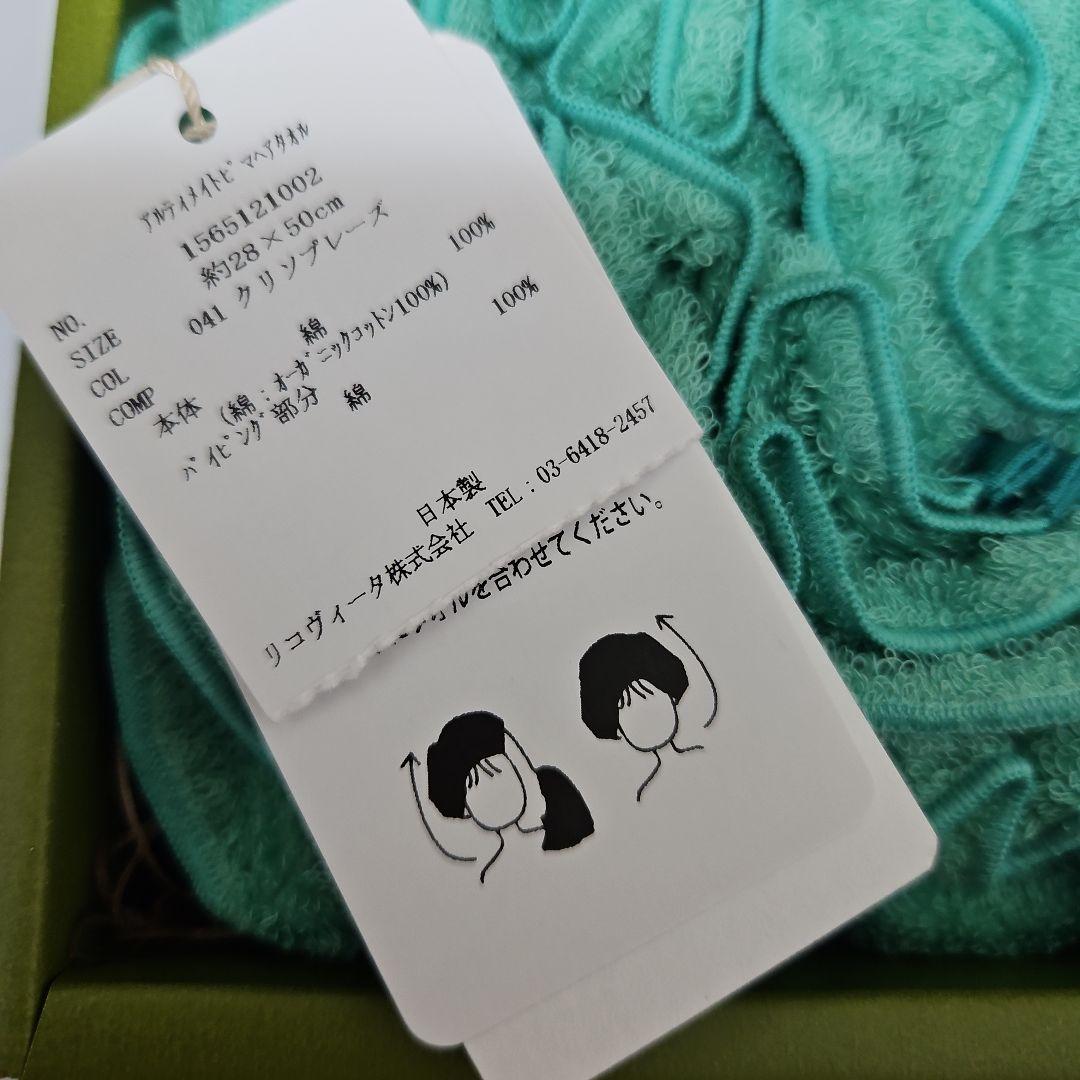 アルティメイトピマヘアタオル
NO. 1565121002
SIZE 約28×50cm
COL 041 クリソプレーズ
COMP
本体 綿 100%
(綿：オーガニックコットン100%)
パイピング部分 綿 100%
日本製
リコヴィータ株式会社 TEL：03-6418-2457
を合わせてください。